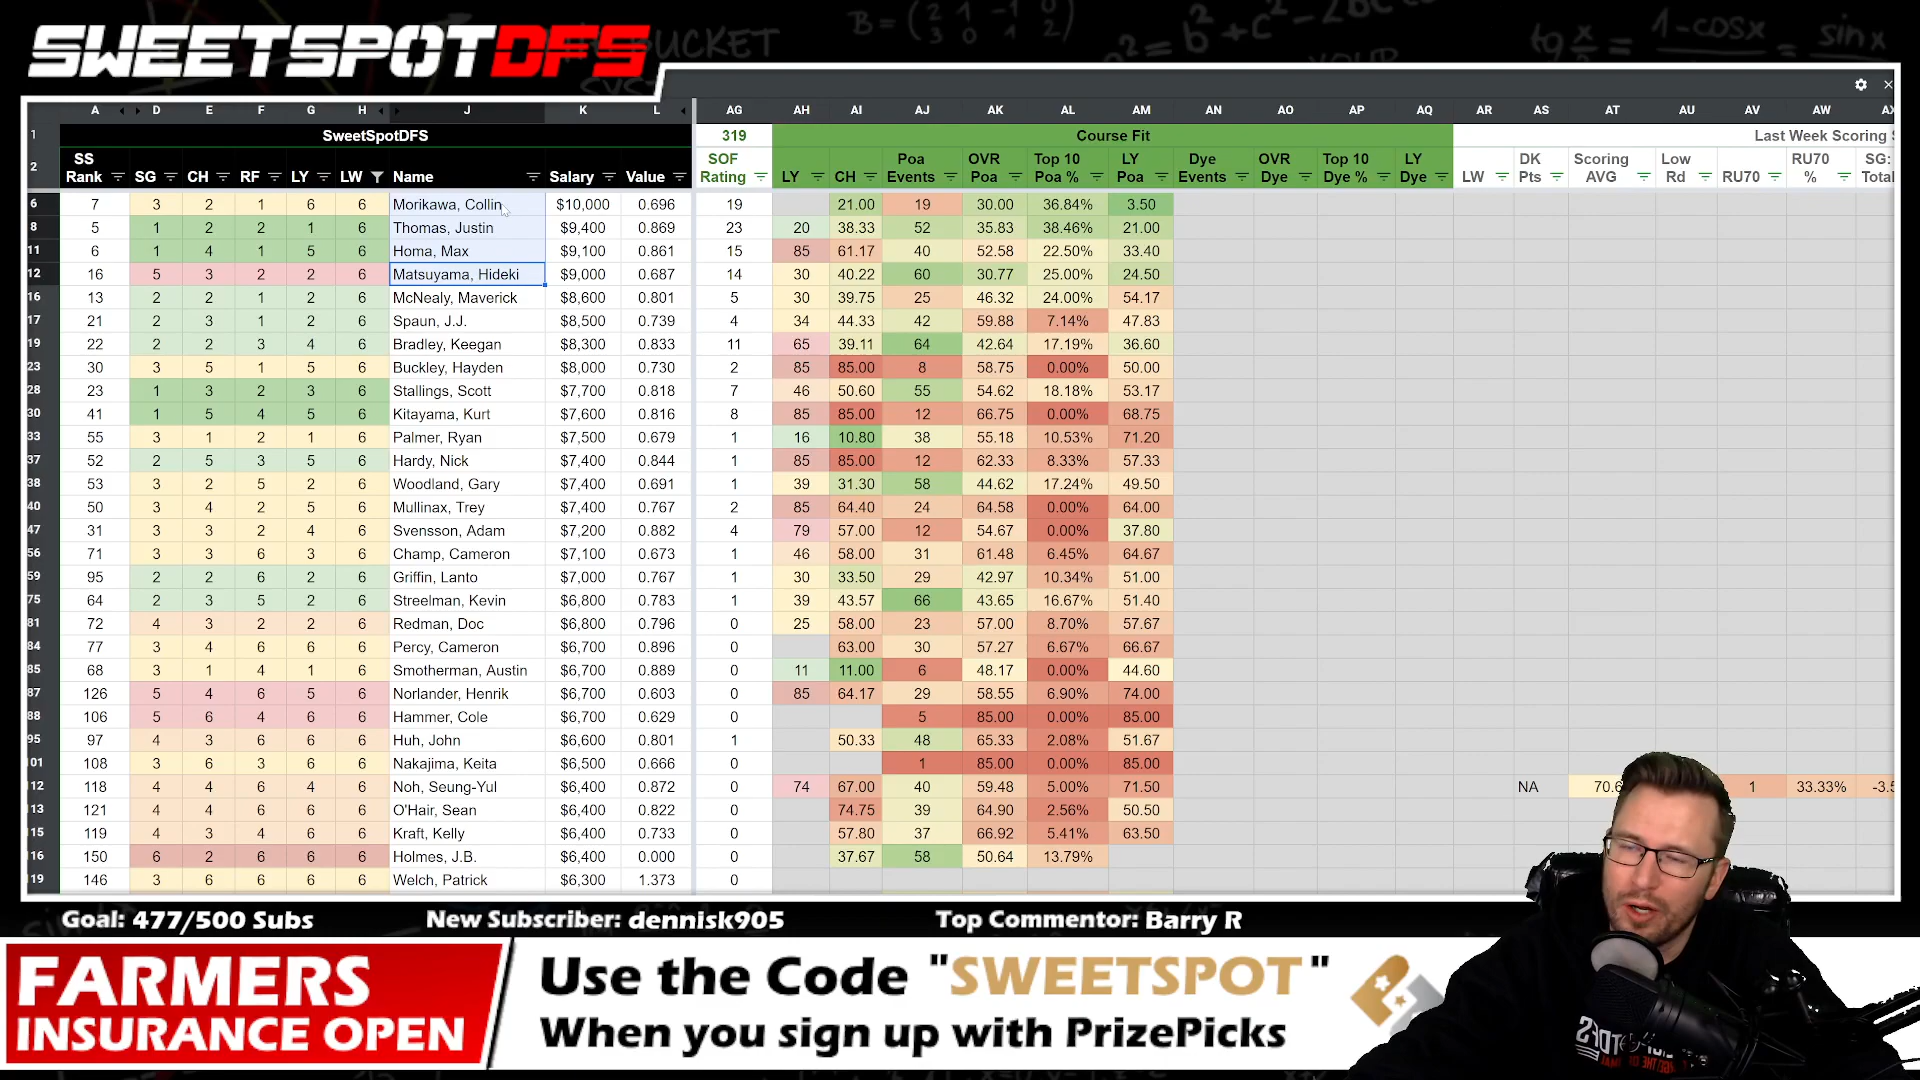 SWEETSPOTDFS
A D E F G H J K L AG AH AI AJ AK AL AM AN AO AP AQ AR AS AT AU AV AW AX
1 SweetSpotDFS 319 Course Fit Last Week Scoring S
2 SS Rank SG CH RF LY LW Name Salary Value SOF Rating LY CH Poa Events OVR Poa Top 10 Poa % LY Poa Dye Events OVR Dye Top 10 Dye % LY Dye LW DK Pts Scoring AVG Low Rd RU70 RU70 % SG: Total
6 7 3 2 1 6 6 Morikawa, Collin $10,000 0.696 19 21.00 19 30.00 36.84% 3.50
8 5 1 2 2 1 6 Thomas, Justin $9,400 0.869 23 20 38.33 52 35.83 38.46% 21.00
11 6 1 4 1 5 6 Homa, Max $9,100 0.861 15 85 61.17 40 52.58 22.50% 33.40
12 16 5 3 2 2 6 Matsuyama, Hideki $9,000 0.687 14 30 40.22 60 30.77 25.00% 24.50
16 13 2 2 1 2 6 McNealy, Maverick $8,600 0.801 5 30 39.75 25 46.32 24.00% 54.17
17 21 2 3 1 2 6 Spaun, J.J. $8,500 0.739 4 34 44.33 42 59.88 7.14% 47.83
19 22 2 2 3 4 6 Bradley, Keegan $8,300 0.833 11 65 39.11 64 42.64 17.19% 36.60
23 30 3 5 1 5 6 Buckley, Hayden $8,000 0.730 2 85 85.00 8 58.75 0.00% 50.00
28 23 1 3 2 3 6 Stallings, Scott $7,700 0.818 7 46 50.60 55 54.62 18.18% 53.17
30 41 1 5 4 5 6 Kitayama, Kurt $7,600 0.816 8 85 85.00 12 66.75 0.00% 68.75
33 55 3 1 2 1 6 Palmer, Ryan $7,500 0.679 1 16 10.80 38 55.18 10.53% 71.20
37 52 2 5 3 5 6 Hardy, Nick $7,400 0.844 1 85 85.00 12 62.33 8.33% 57.33
38 53 3 2 5 2 6 Woodland, Gary $7,400 0.691 1 39 31.30 58 44.62 17.24% 49.50
40 50 3 4 2 5 6 Mullinax, Trey $7,400 0.767 2 85 64.40 24 64.58 0.00% 64.00
47 31 3 3 2 4 6 Svensson, Adam $7,200 0.882 4 79 57.00 12 54.67 0.00% 37.80
56 71 3 3 6 3 6 Champ, Cameron $7,100 0.673 1 46 58.00 31 61.48 6.45% 64.67
59 95 2 2 6 2 6 Griffin, Lanto $7,000 0.767 1 30 33.50 29 42.97 10.34% 51.00
75 64 2 3 5 2 6 Streelman, Kevin $6,800 0.783 1 39 43.57 66 43.65 16.67% 51.40
81 72 4 3 2 2 6 Redman, Doc $6,800 0.796 0 25 58.00 23 57.00 8.70% 57.67
84 77 3 4 6 6 6 Percy, Cameron $6,700 0.896 0 63.00 30 57.27 6.67% 66.67
85 68 3 1 4 1 6 Smotherman, Austin $6,700 0.889 0 11 11.00 6 48.17 0.00% 44.60
87 126 5 4 6 5 6 Norlander, Henrik $6,700 0.603 0 85 64.17 29 58.55 6.90% 74.00
88 106 5 6 4 6 6 Hammer, Cole $6,700 0.629 0 5 85.00 0.00% 85.00
95 97 4 3 6 6 6 Huh, John $6,600 0.801 1 50.33 48 65.33 2.08% 51.67
101 108 3 6 3 6 6 Nakajima, Keita $6,500 0.666 0 1 85.00 0.00% 85.00
112 118 4 4 6 4 6 Noh, Seung-Yul $6,400 0.872 0 74 67.00 40 59.48 5.00% 71.50 NA 70.6 1 33.33% -3.5
113 121 4 4 6 6 6 O'Hair, Sean $6,400 0.822 0 74.75 39 64.90 2.56% 50.50
115 119 4 3 4 6 6 Kraft, Kelly $6,400 0.733 0 57.80 37 66.92 5.41% 63.50
116 150 6 2 6 6 6 Holmes, J.B. $6,400 0.000 0 37.67 58 50.64 13.79%
119 146 3 6 6 6 6 Welch, Patrick $6,300 1.373 0
Goal: 477/500 Subs New Subscriber: dennisk905 Top Commentor: Barry R
FARMERS
INSURANCE OPEN
Use the Code "SWEETSPOT"
When you sign up with PrizePicks